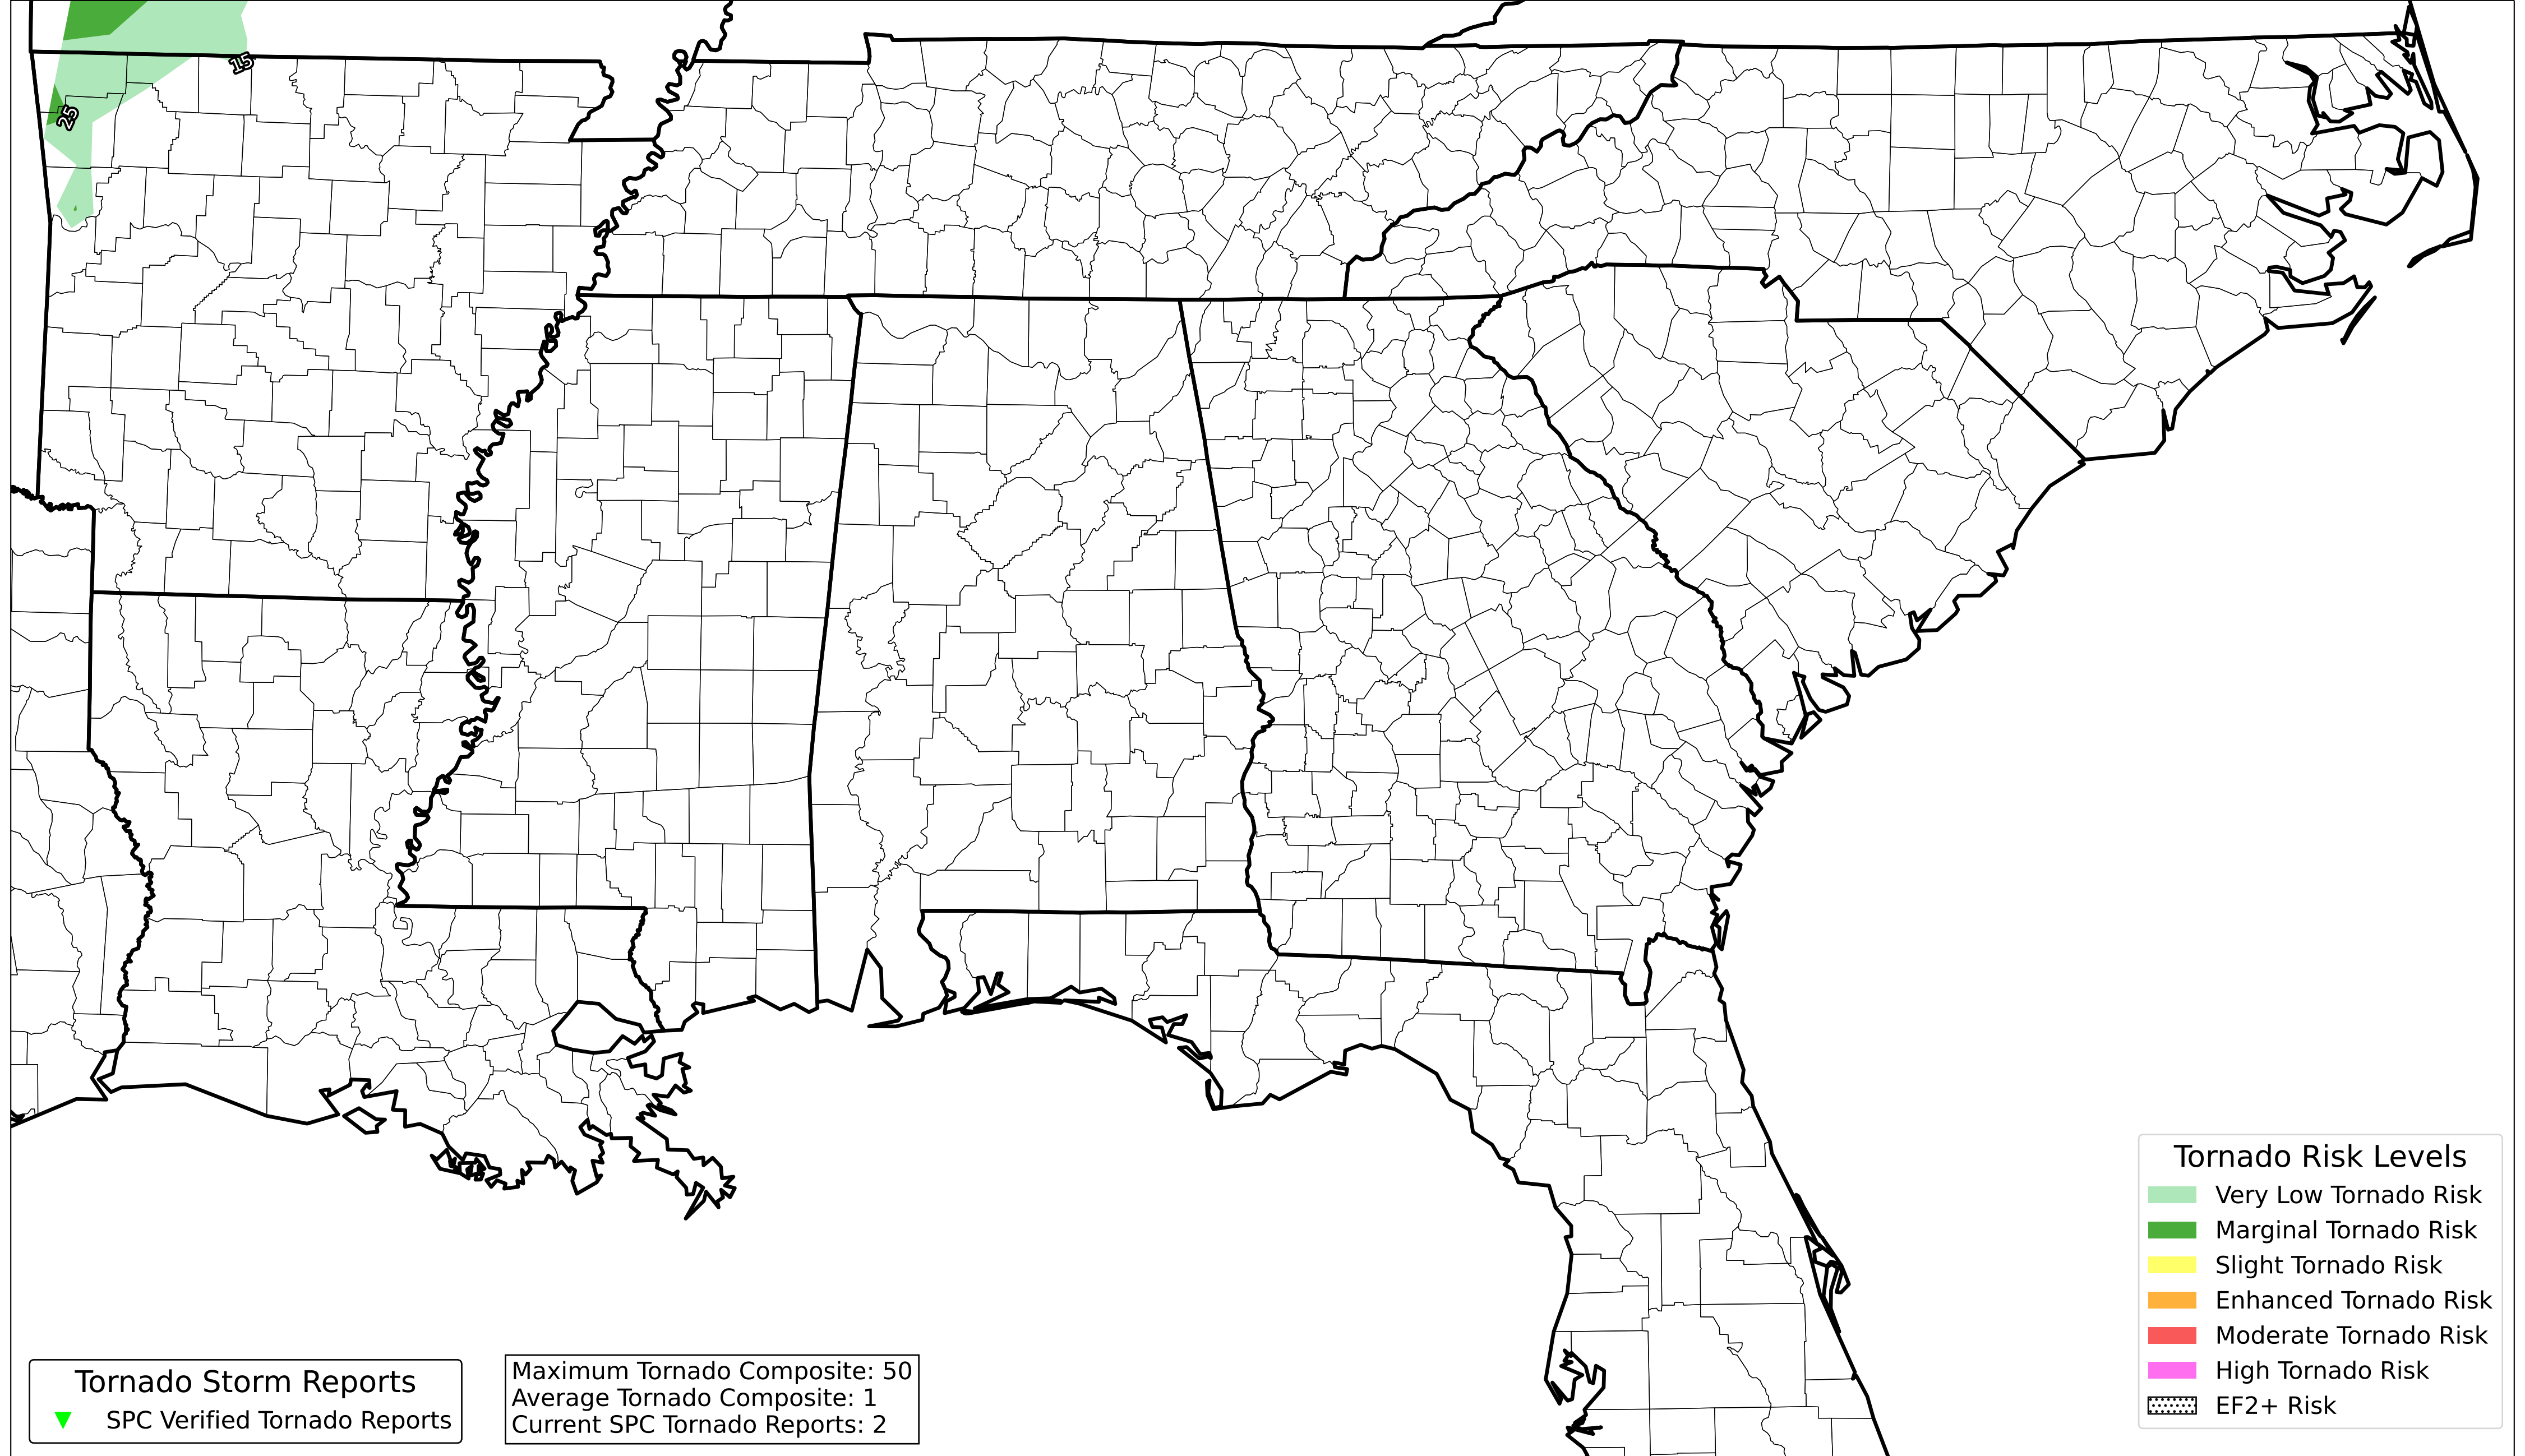 15
25
Tornado Risk Levels
Very Low Tornado Risk
Marginal Tornado Risk
Slight Tornado Risk
Enhanced Tornado Risk
Moderate Tornado Risk
High Tornado Risk
EF2+ Risk
Tornado Storm Reports
SPC Verified Tornado Reports
Maximum Tornado Composite: 50
Average Tornado Composite: 1
Current SPC Tornado Reports: 2